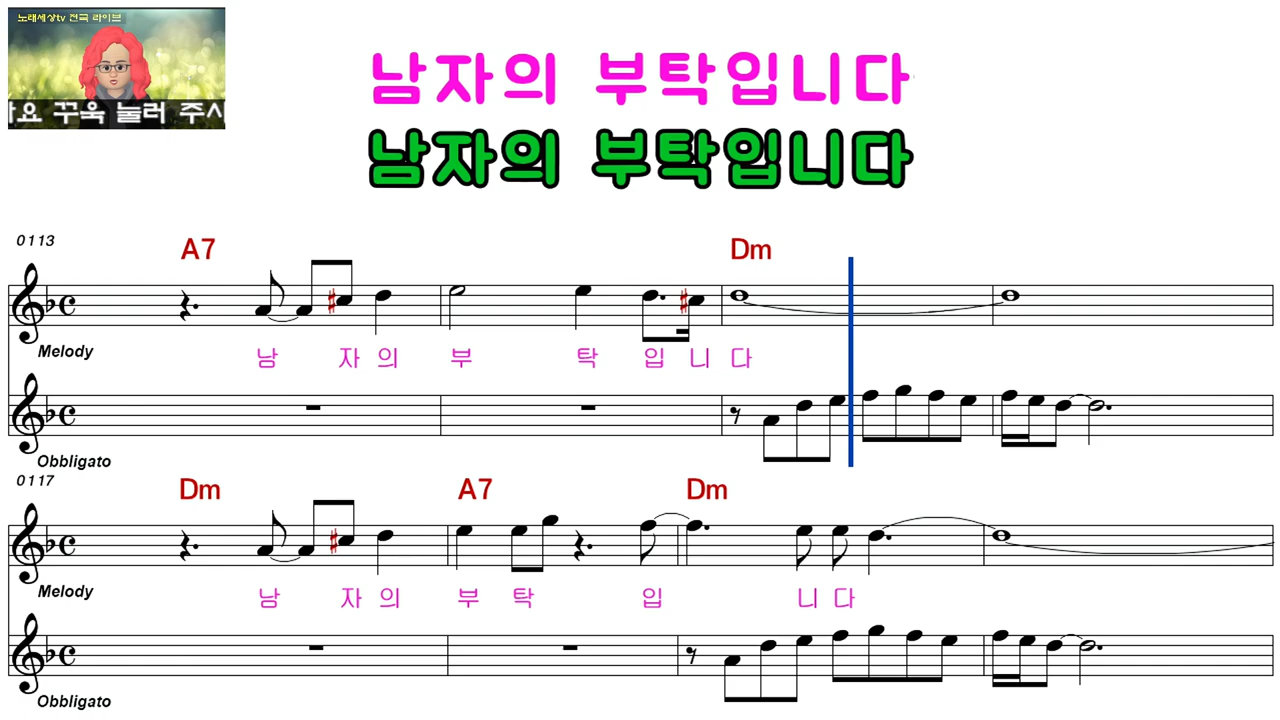 노래세상tv 전국 라이브
요 꾸욱 눌러 주시
남자의 부탁입니다
남자의 부탁입니다
0113
A7 Dm
Melody
남 자의 부 탁 입 니 다
Obbligato
0117
Dm A7 Dm
Melody
남 자의 부 탁 입 니 다
Obbligato